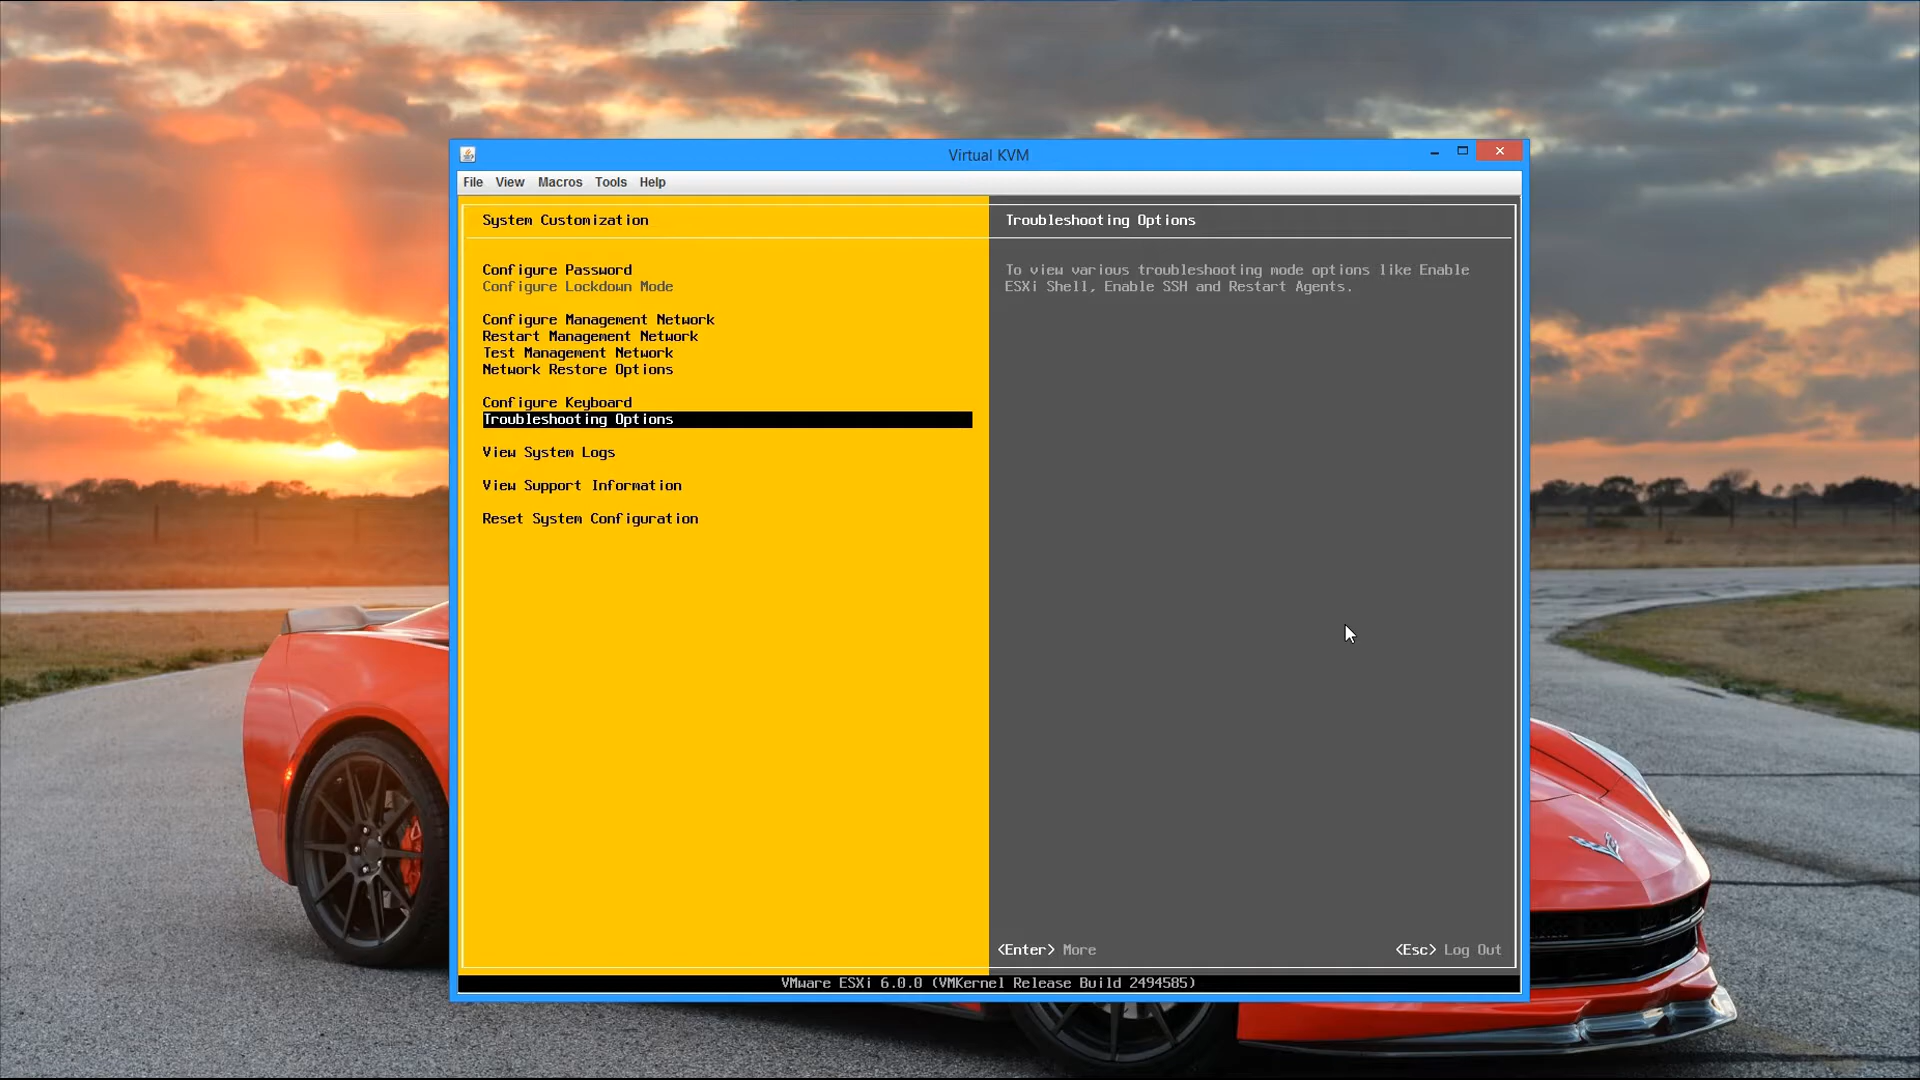 Virtual KVM
File View Macros Tools Help
System Customization
Configure Password
Configure Lockdown Mode
Configure Management Network
Restart Management Network
Test Management Network
Network Restore Options
Configure Keyboard
Troubleshooting Options
View System Logs
View Support Information
Reset System Configuration
Troubleshooting Options
To view various troubleshooting mode options like Enable
ESXi Shell, Enable SSH and Restart Agents.
<Enter> More
<Esc> Log Out
VMware ESXi 6.0.0 (VMKernel Release Build 2494585)